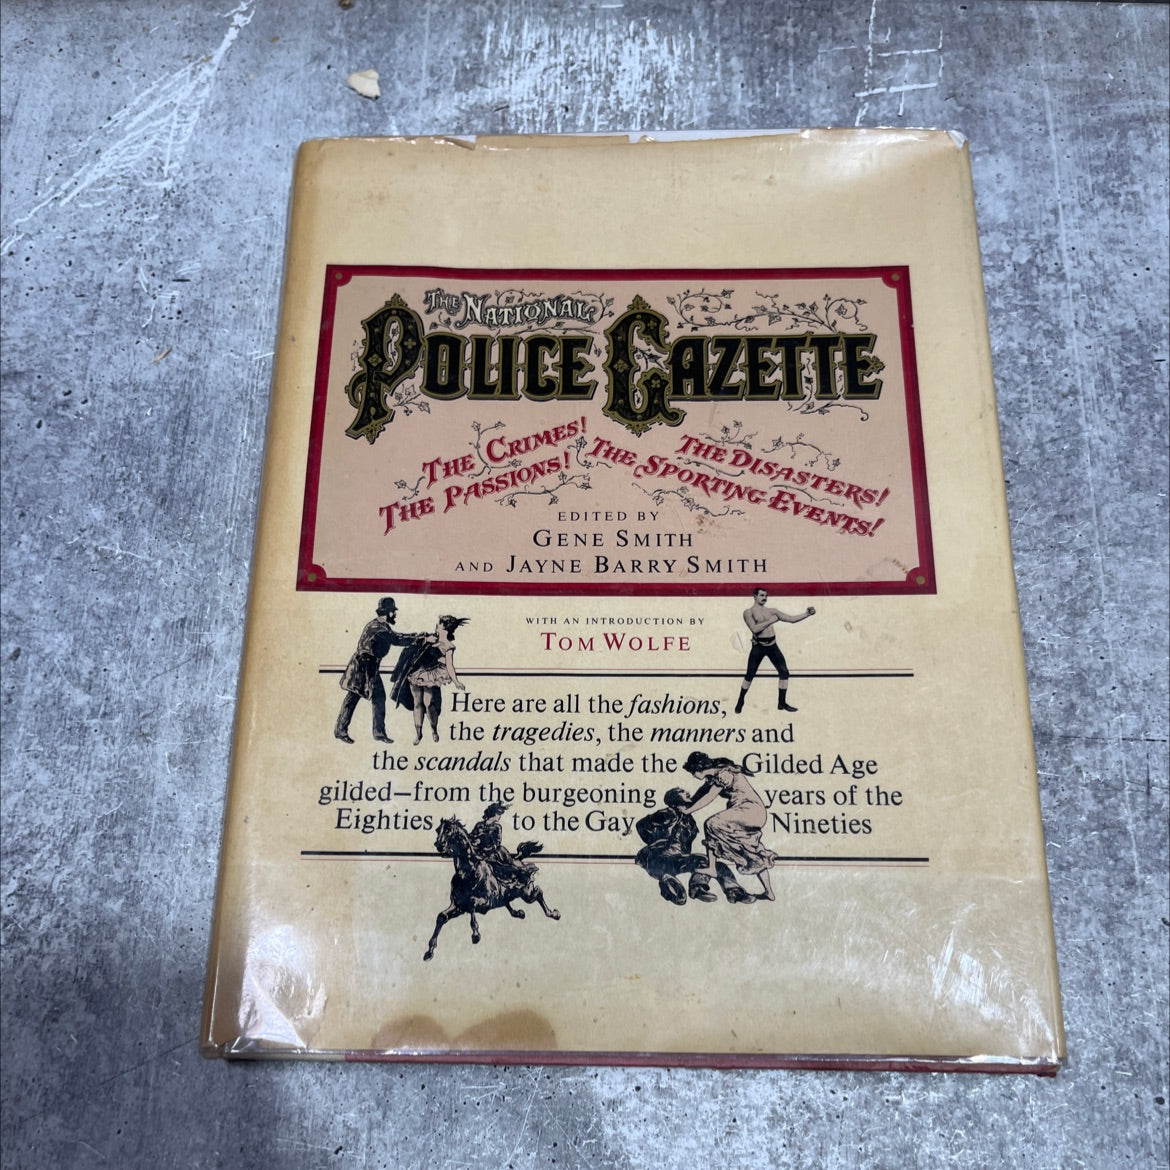 THE NATIONAL
POLICE GAZETTE
THE CRIMES!
THE PASSIONS!
THE DISASTERS!
THE SPORTING EVENTS!
EDITED BY
GENE SMITH
AND JAYNE BARRY SMITH
WITH AN INTRODUCTION BY
TOM WOLFE
Here are all the fashions,
the tragedies, the manners and
the scandals that made the Gilded Age
gilded—from the burgeoning years of the
Eighties to the Gay Nineties